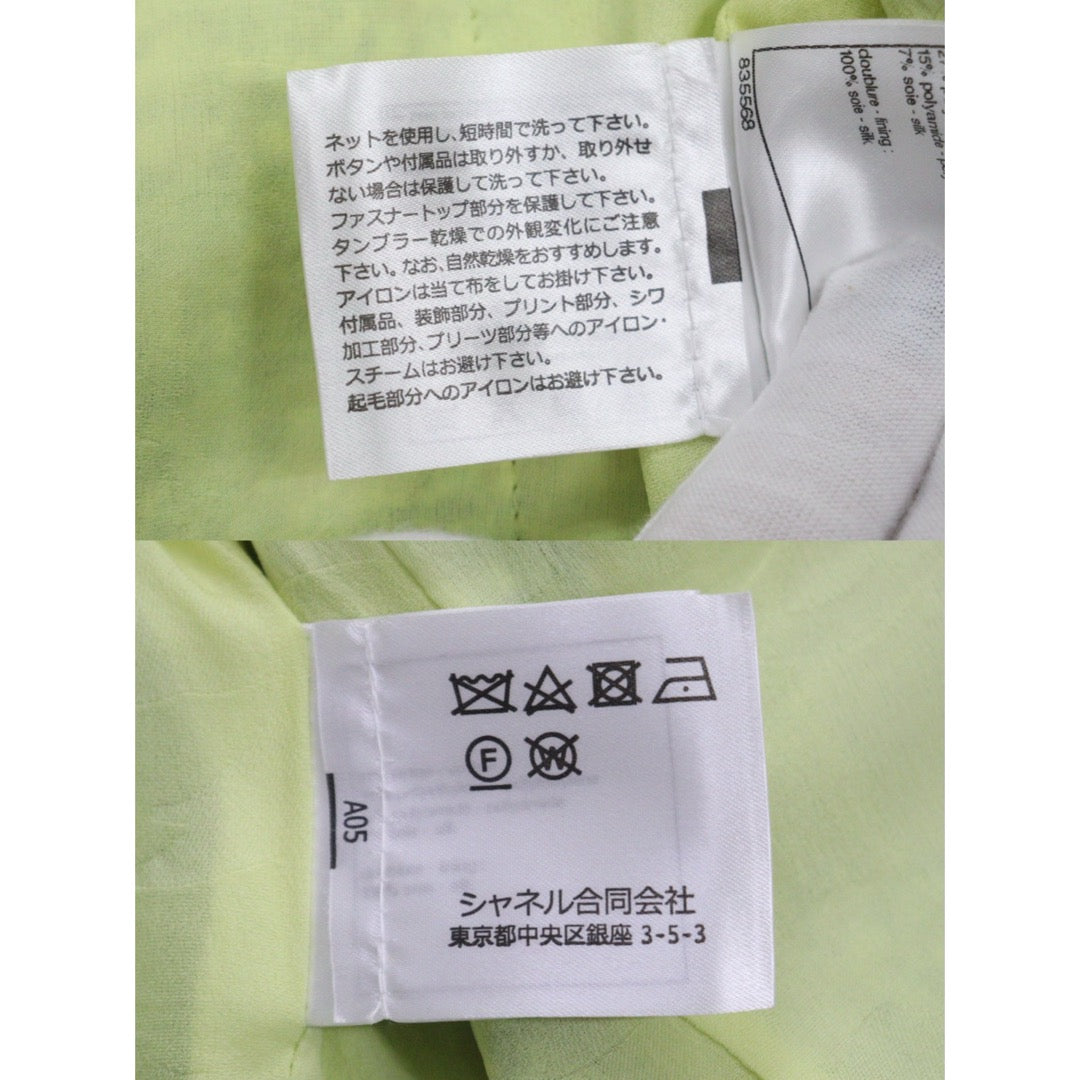 ネットを使用し、短時間で洗って下さい。
ボタンや付属品は取り外すか、取り外せ
ない場合は保護して洗って下さい。
ファスナートップ部分を保護して下さい。
タンブラー乾燥での外観変化にご注意
下さい。なお、自然乾燥をおすすめします。
アイロンは当て布をしてお掛け下さい。
付属品、装飾部分、プリント部分、シワ
加工部分、プリーツ部分等へのアイロン・
スチームはお避け下さい。
起毛部分へのアイロンはお避け下さい。
835568
15% polyamide
7% soie - silk
doublure - lining :
100% soie - silk
F
W
A05
シャネル合同会社
東京都中央区銀座 3-5-3